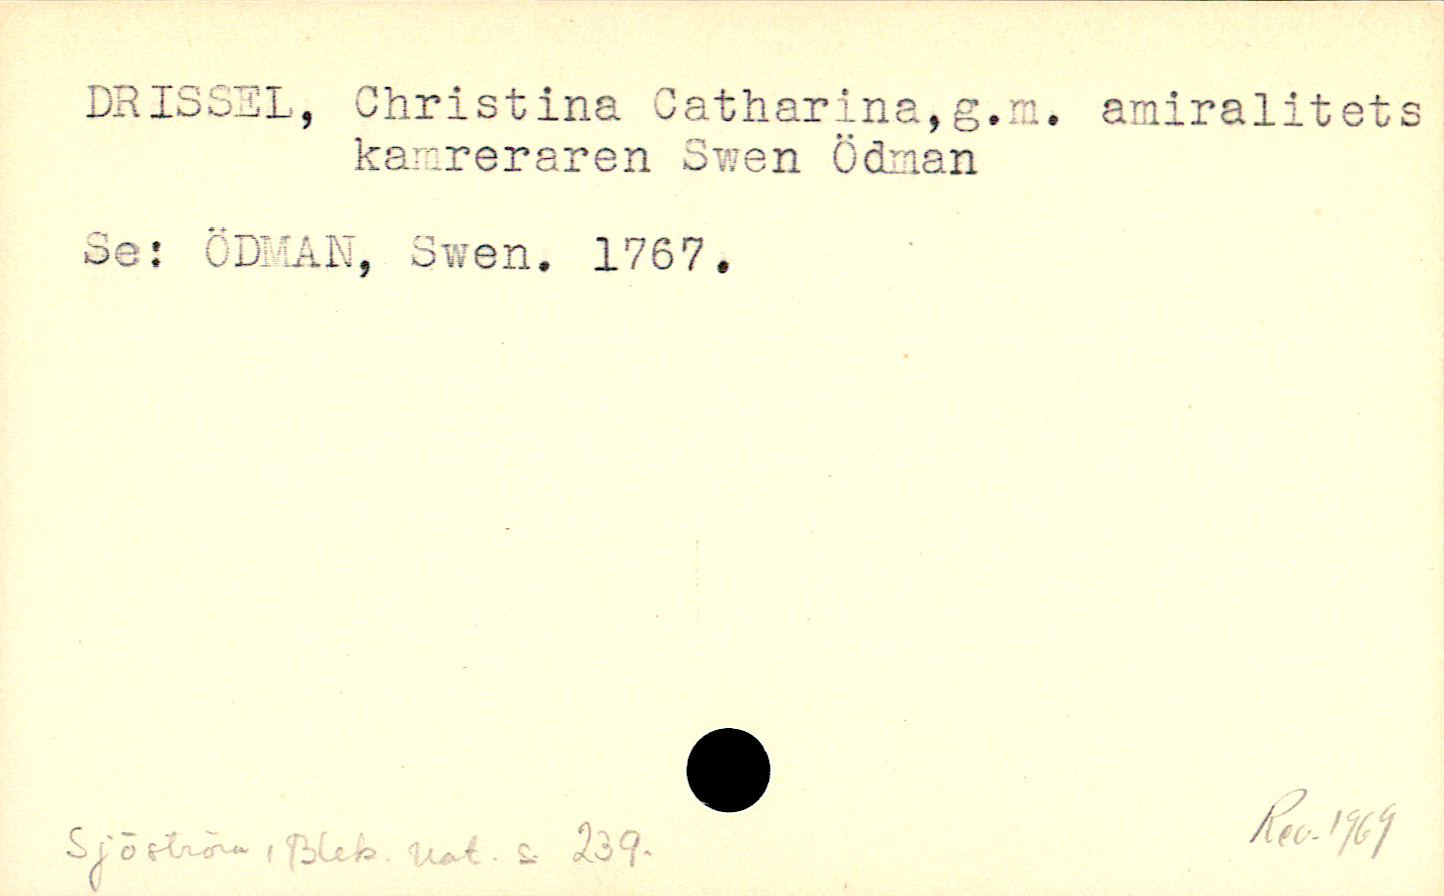 DRISSEL, Christina Catharina,g.m. amiralitets
kamreraren Swen Ödman
Se: ÖDMAN, Swen. 1767.
Sjöström, Blek. nat. s. 239.
Rev. 1969